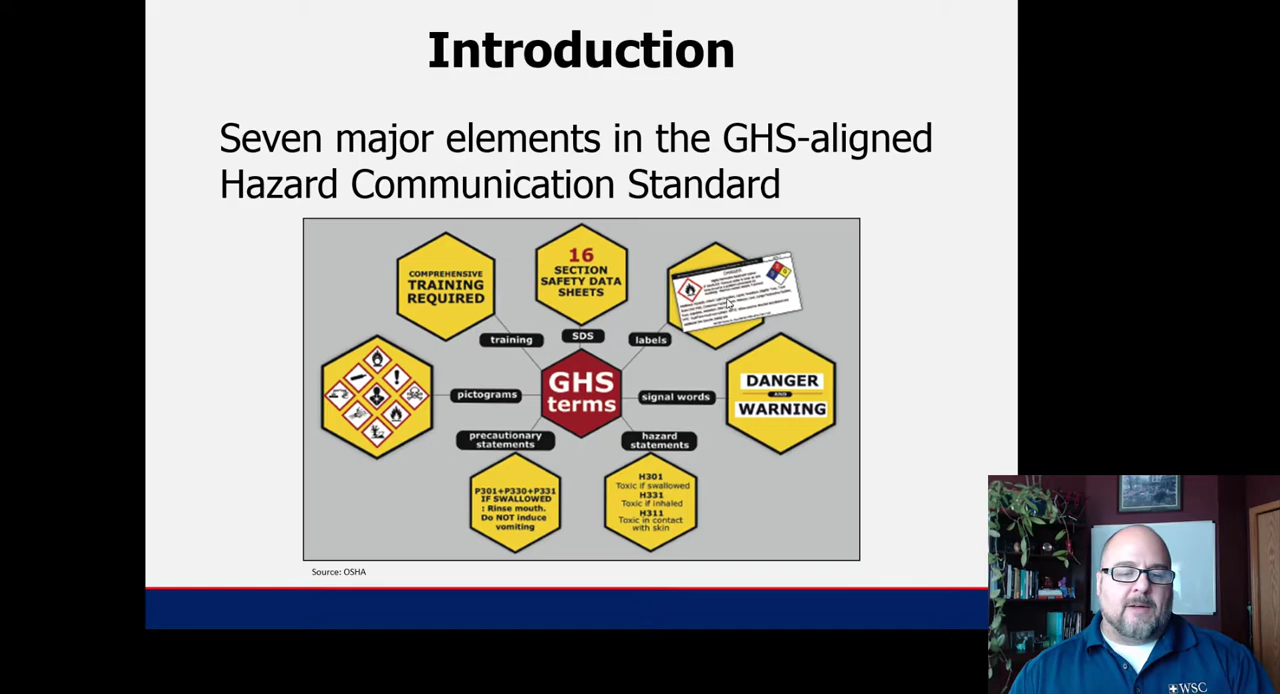 Introduction
Seven major elements in the GHS-aligned
Hazard Communication Standard
COMPREHENSIVE
TRAINING
REQUIRED
16
SECTION
SAFETY DATA
SHEETS
DANGER
training
SDS
labels
pictograms
GHS
terms
signal words
DANGER
AND
WARNING
precautionary
statements
hazard
statements
P301+P330+P331
IF SWALLOWED
: Rinse mouth.
Do NOT induce
vomiting
H301
Toxic if swallowed
H331
Toxic if inhaled
H311
Toxic in contact
with skin
Source: OSHA
WSC